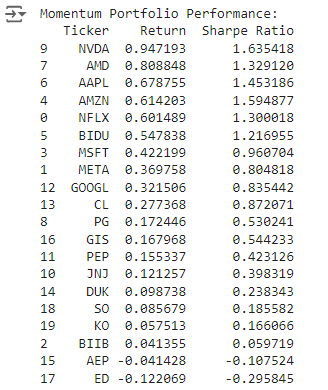 Momentum Portfolio Performance:
Ticker Return Sharpe Ratio
9 NVDA 0.947193 1.635418
7 AMD 0.808848 1.329120
6 AAPL 0.678755 1.453186
4 AMZN 0.614203 1.594877
0 NFLX 0.601489 1.300018
5 BIDU 0.547838 1.216955
3 MSFT 0.422199 0.960704
1 META 0.369758 0.804818
12 GOOGL 0.321506 0.835442
13 CL 0.277368 0.872071
8 PG 0.172446 0.530241
16 GIS 0.167968 0.544233
11 PEP 0.155337 0.423126
10 JNJ 0.121257 0.398319
14 DUK 0.098738 0.238343
18 SO 0.085679 0.185582
19 KO 0.057513 0.166066
2 BIIB 0.041355 0.059719
15 AEP -0.041428 -0.107524
17 ED -0.122069 -0.295845